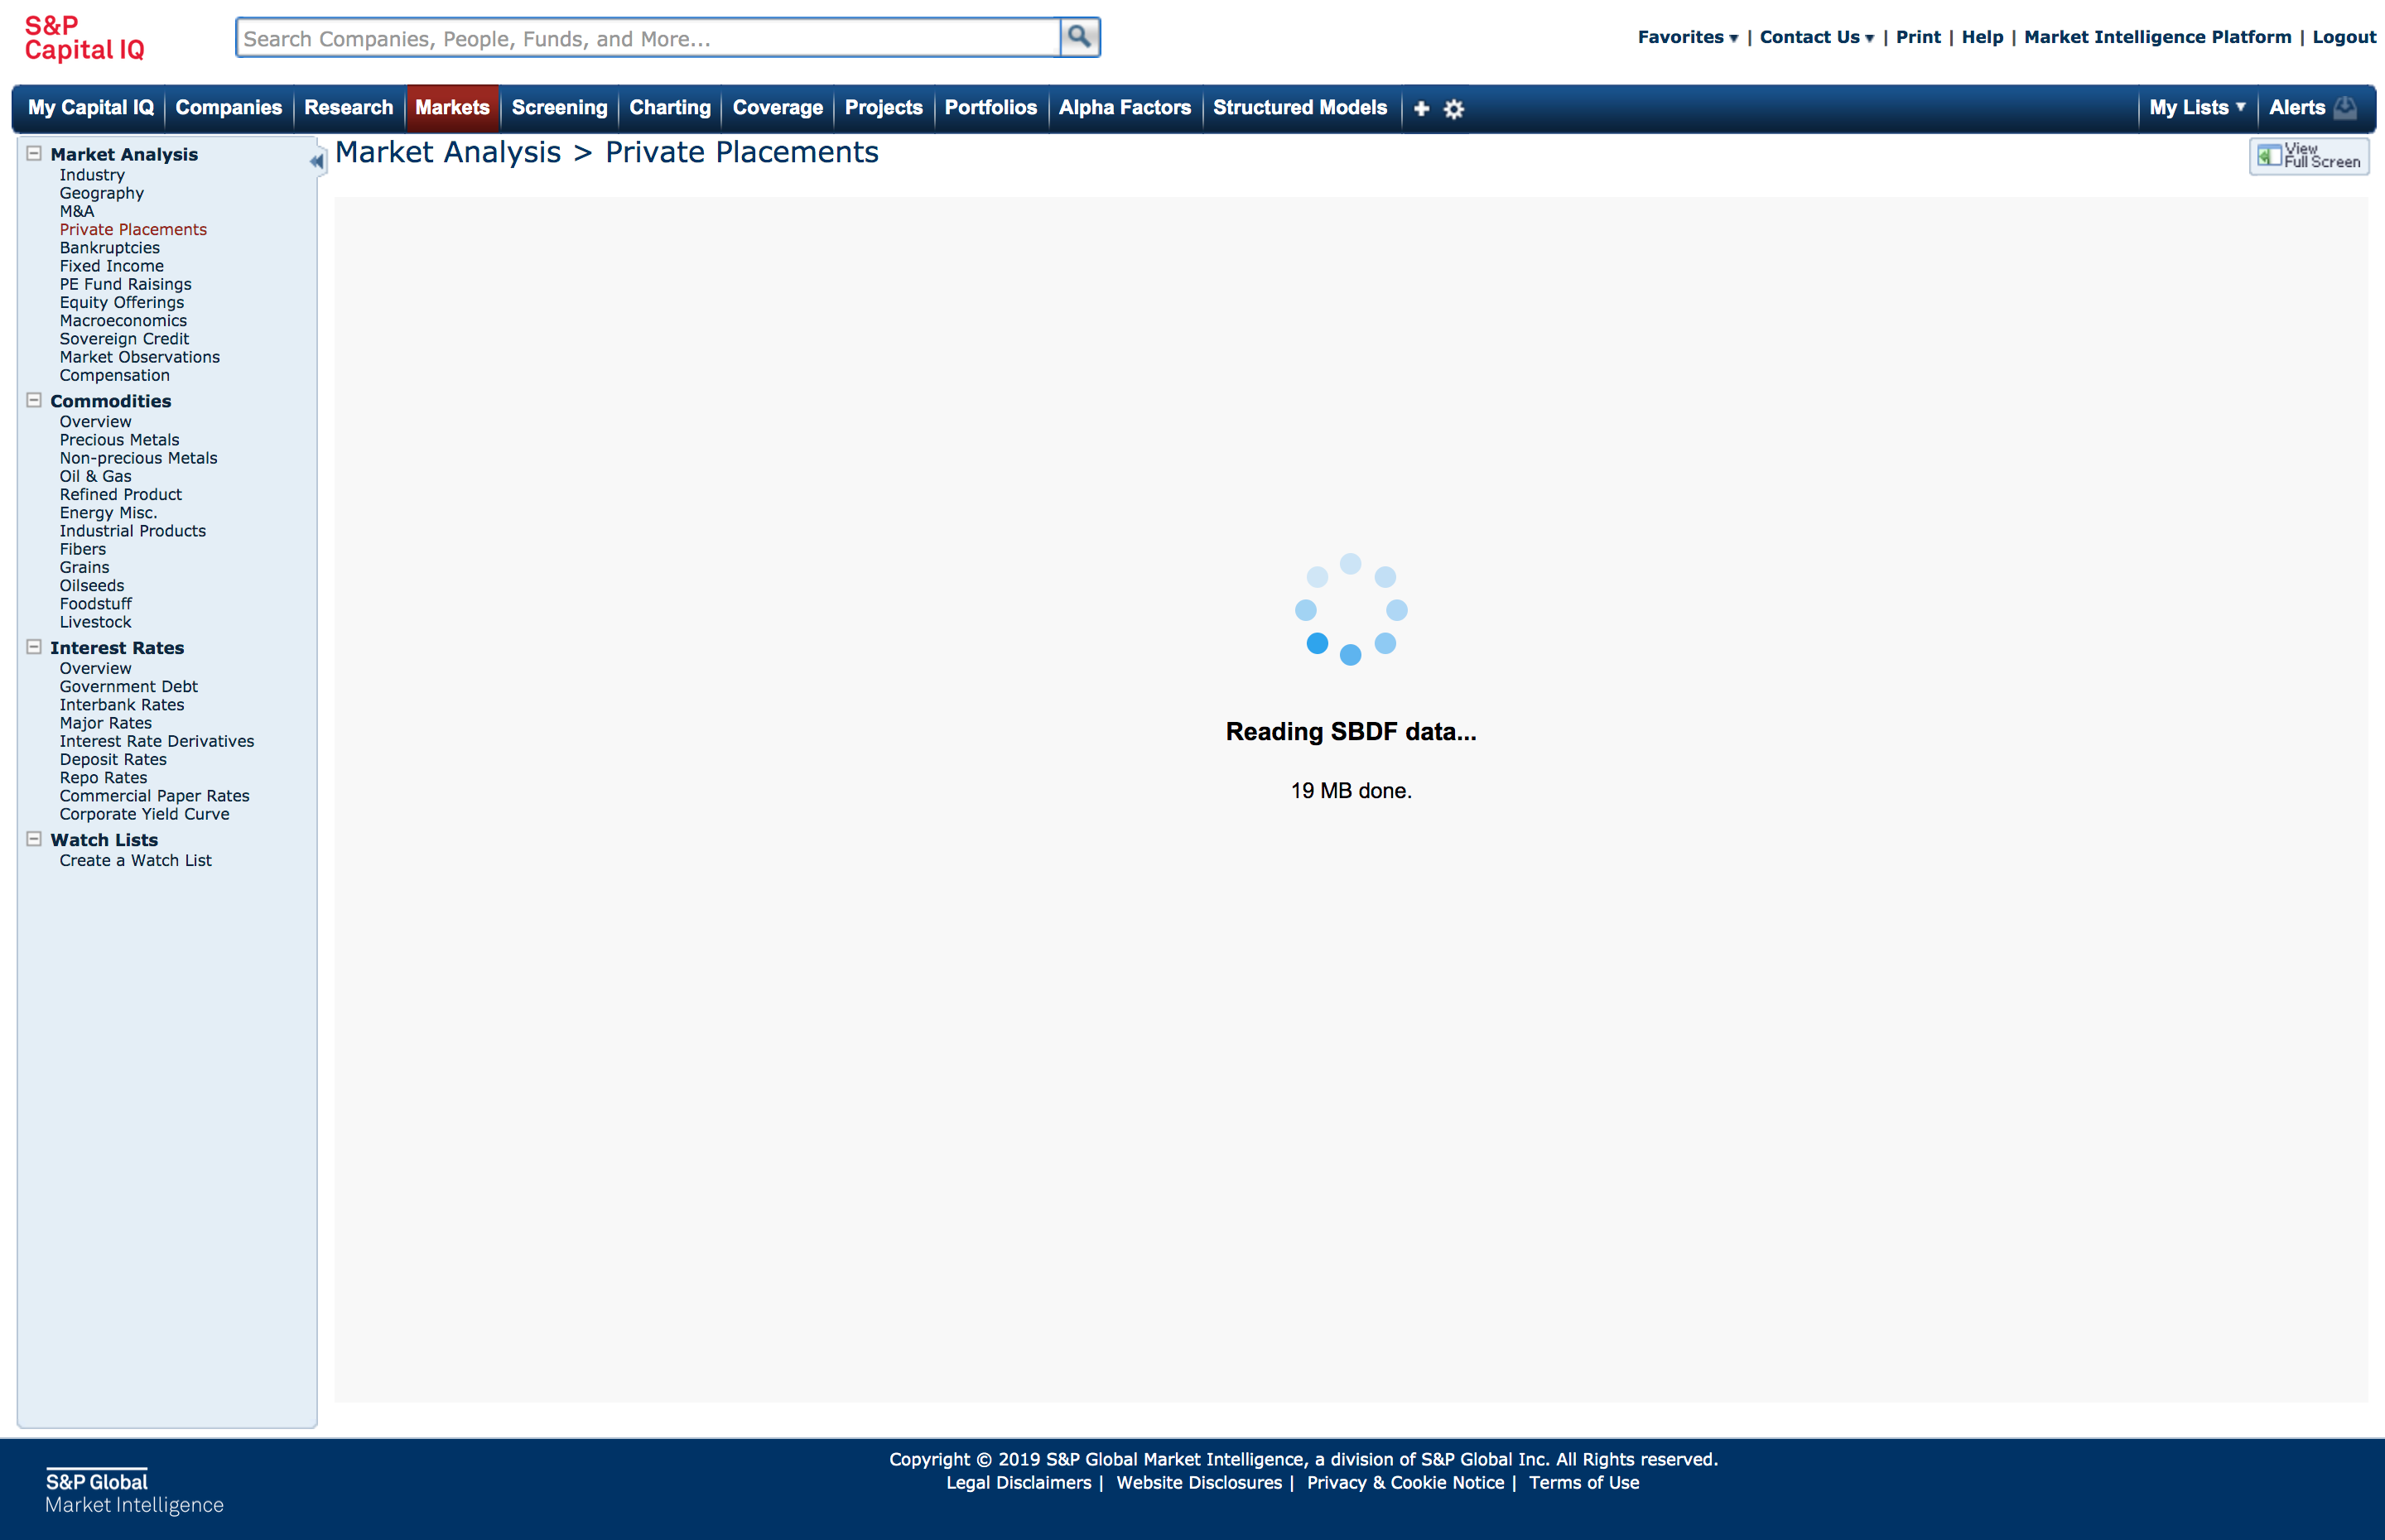 S&P
Capital IQ
Search Companies, People, Funds, and More...
Favorites ▾ | Contact Us ▾ | Print | Help | Market Intelligence Platform | Logout
My Capital IQ Companies Research Markets Screening Charting Coverage Projects Portfolios Alpha Factors Structured Models My Lists ▾ Alerts
Market Analysis
Industry
Geography
M&A
Private Placements
Bankruptcies
Fixed Income
PE Fund Raisings
Equity Offerings
Macroeconomics
Sovereign Credit
Market Observations
Compensation
Commodities
Overview
Precious Metals
Non-precious Metals
Oil & Gas
Refined Product
Energy Misc.
Industrial Products
Fibers
Grains
Oilseeds
Foodstuff
Livestock
Interest Rates
Overview
Government Debt
Interbank Rates
Major Rates
Interest Rate Derivatives
Deposit Rates
Repo Rates
Commercial Paper Rates
Corporate Yield Curve
Watch Lists
Create a Watch List
Market Analysis > Private Placements
View
Full Screen
Reading SBDF data...
19 MB done.
S&P Global
Market Intelligence
Copyright © 2019 S&P Global Market Intelligence, a division of S&P Global Inc. All Rights reserved.
Legal Disclaimers | Website Disclosures | Privacy & Cookie Notice | Terms of Use